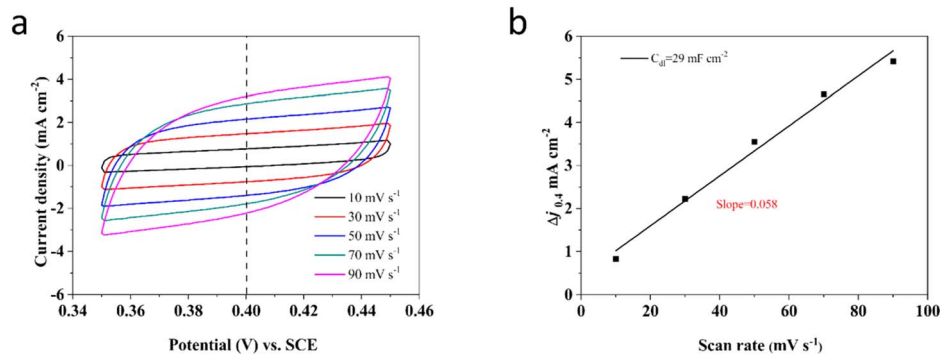 a
6
4
2
0
-2
-4
-6
0.34
0.36
0.38
0.40
0.42
0.44
0.46
Current density (mA cm⁻²)
Potential (V) vs. SCE
10 mV s⁻¹
30 mV s⁻¹
50 mV s⁻¹
70 mV s⁻¹
90 mV s⁻¹
b
6
5
4
3
2
1
0
0
20
40
60
80
100
Δj₀.₄ mA cm⁻²
Scan rate (mV s⁻¹)
C_dl=29 mF cm⁻²
Slope=0.058